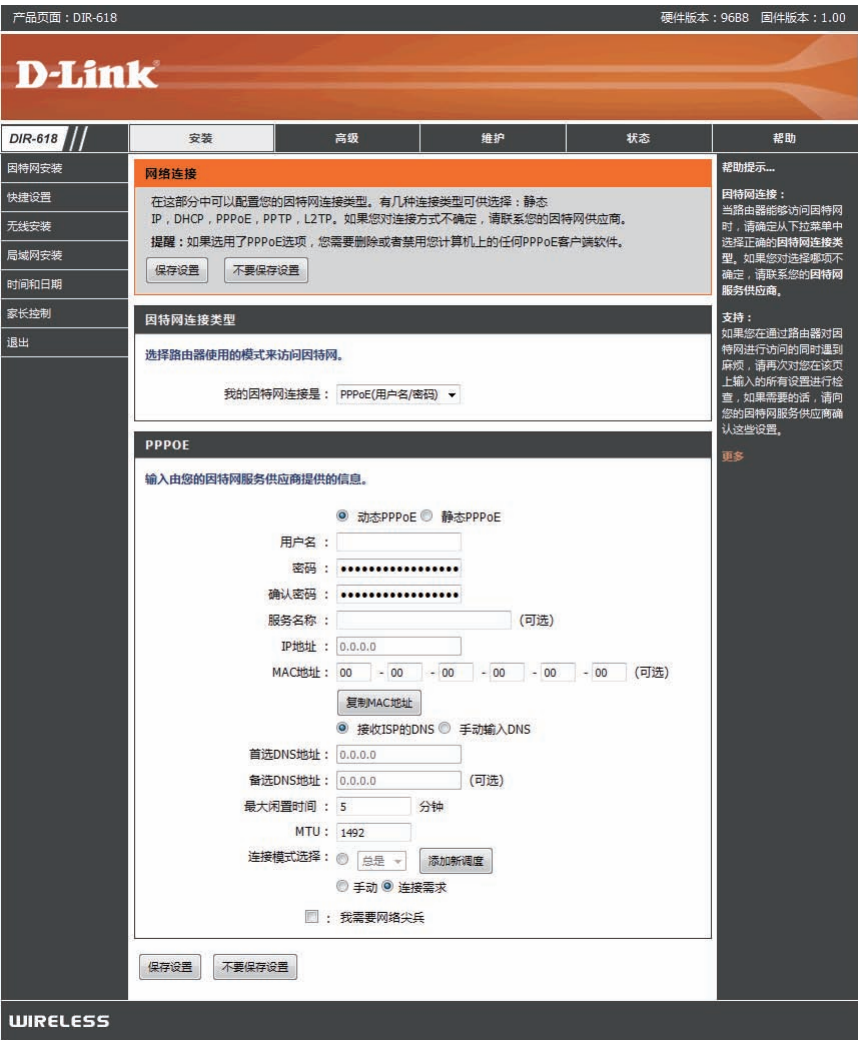 产品页面：DIR-618 硬件版本：96B8 固件版本：1.00
D-Link
DIR-618 安装 高级 维护 状态 帮助
因特网安装
快捷设置
无线安装
局域网安装
时间和日期
家长控制
退出
网络连接
在这部分中可以配置您的因特网连接类型。有几种连接类型可供选择：静态
IP，DHCP，PPPoE，PPTP，L2TP。如果您对连接方式不确定，请联系您的因特网供应商。
提醒：如果选用了PPPoE选项，您需要删除或者禁用您计算机上的任何PPPoE客户端软件。
保存设置 不要保存设置
因特网连接类型
选择路由器使用的模式来访问因特网。
我的因特网连接是： PPPoE(用户名/密码)
PPPOE
输入由您的因特网服务供应商提供的信息。
动态PPPoE 静态PPPoE
用户名 ：
密码 ： •••••••••••••••••
确认密码 ： •••••••••••••••••
服务名称 ： (可选)
IP地址 ： 0.0.0.0
MAC地址： 00 - 00 - 00 - 00 - 00 - 00 (可选)
复制MAC地址
接收ISP的DNS 手动输入DNS
首选DNS地址： 0.0.0.0
备选DNS地址： 0.0.0.0 (可选)
最大闲置时间 ： 5 分钟
MTU： 1492
连接模式选择： 总是 添加新调度
手动 连接需求
： 我需要网络尖兵
保存设置 不要保存设置
帮助提示...
因特网连接：
当路由器能够访问因特网
时，请确定从下拉菜单中
选择正确的因特网连接类
型。如果您对选择哪项不
确定，请联系您的因特网
服务供应商。
支持：
如果您在通过路由器对因
特网进行访问的同时遇到
麻烦，请再次对您在该页
上输入的所有设置进行检
查，如果需要的话，请向
您的因特网服务供应商确
认这些设置。
更多
WIRELESS